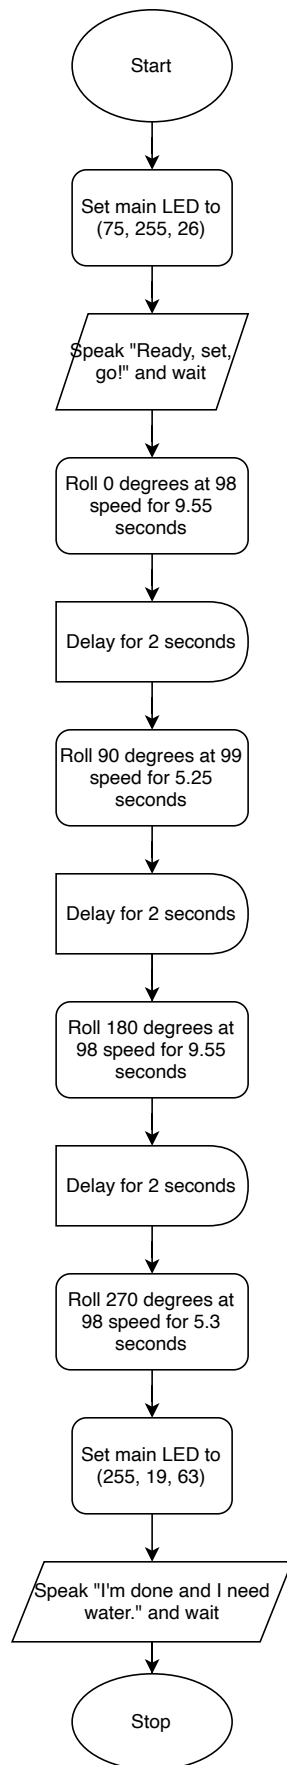 Start
Set main LED to
(75, 255, 26)
Speak "Ready, set,
go!" and wait
Roll 0 degrees at 98
speed for 9.55
seconds
Delay for 2 seconds
Roll 90 degrees at 99
speed for 5.25
seconds
Delay for 2 seconds
Roll 180 degrees at
98 speed for 9.55
seconds
Delay for 2 seconds
Roll 270 degrees at
98 speed for 5.3
seconds
Set main LED to
(255, 19, 63)
Speak "I'm done and I need
water." and wait
Stop